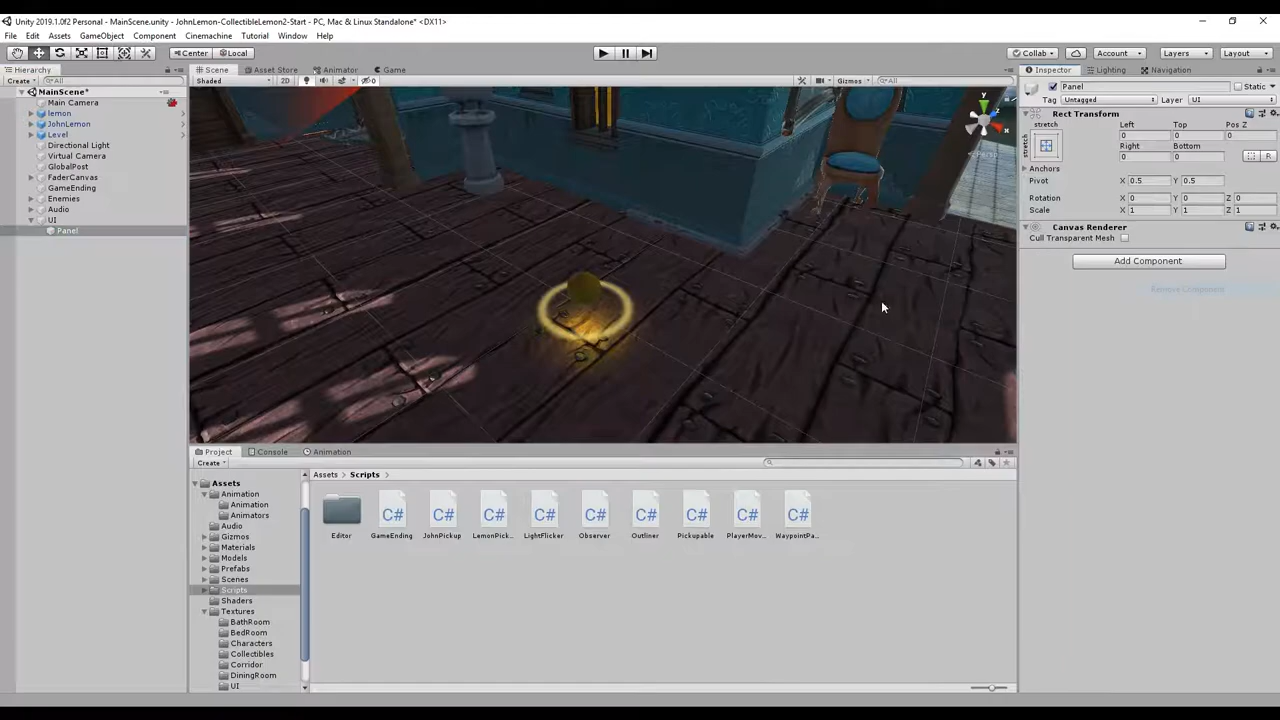 Unity 2019.1.0f2 Personal - MainScene.unity - JohnLemon-CollectibleLemon2-Start - PC, Mac & Linux Standalone* <DX11>
File Edit Assets GameObject Component Cinemachine Tutorial Window Help
Center Local Collab Account Layers Layout
Hierarchy
Create All
MainScene*
Main Camera
lemon
JohnLemon
Level
Directional Light
Virtual Camera
GlobalPost
FaderCanvas
GameEnding
Enemies
Audio
UI
Panel
Scene Asset Store Animator Game
Shaded 2D Gizmos All
y
x
Persp
Inspector Lighting Navigation
Panel Static
Tag Untagged Layer UI
Rect Transform
stretch Left Top Pos Z
stretch 0 0 0
Right Bottom
0 0 R
Anchors
Pivot X 0.5 Y 0.5
Rotation X 0 Y 0 Z 0
Scale X 1 Y 1 Z 1
Canvas Renderer
Cull Transparent Mesh
Add Component
Remove Component
Project Console Animation
Create
Assets
Animation
Animation
Animators
Audio
Gizmos
Materials
Models
Prefabs
Scenes
Scripts
Shaders
Textures
BathRoom
BedRoom
Characters
Collectibles
Corridor
DiningRoom
UI
Assets Scripts
C# C# C# C# C# C# C# C# C#
Editor GameEnding JohnPickup LemonPick... LightFlicker Observer Outliner Pickupable PlayerMov... WaypointPa...